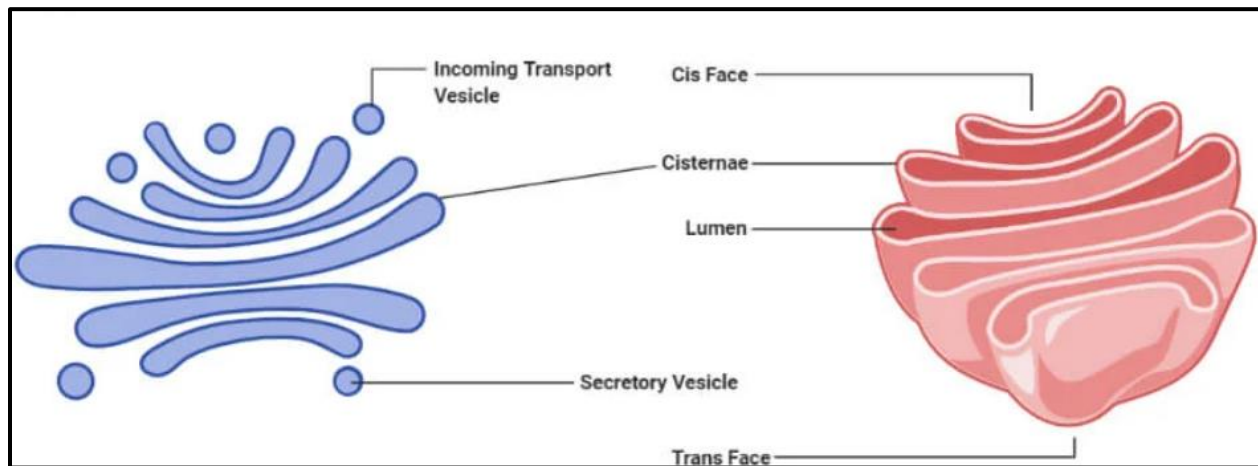 Incoming Transport
Vesicle
Cis Face
Cisternae
Lumen
Secretory Vesicle
Trans Face